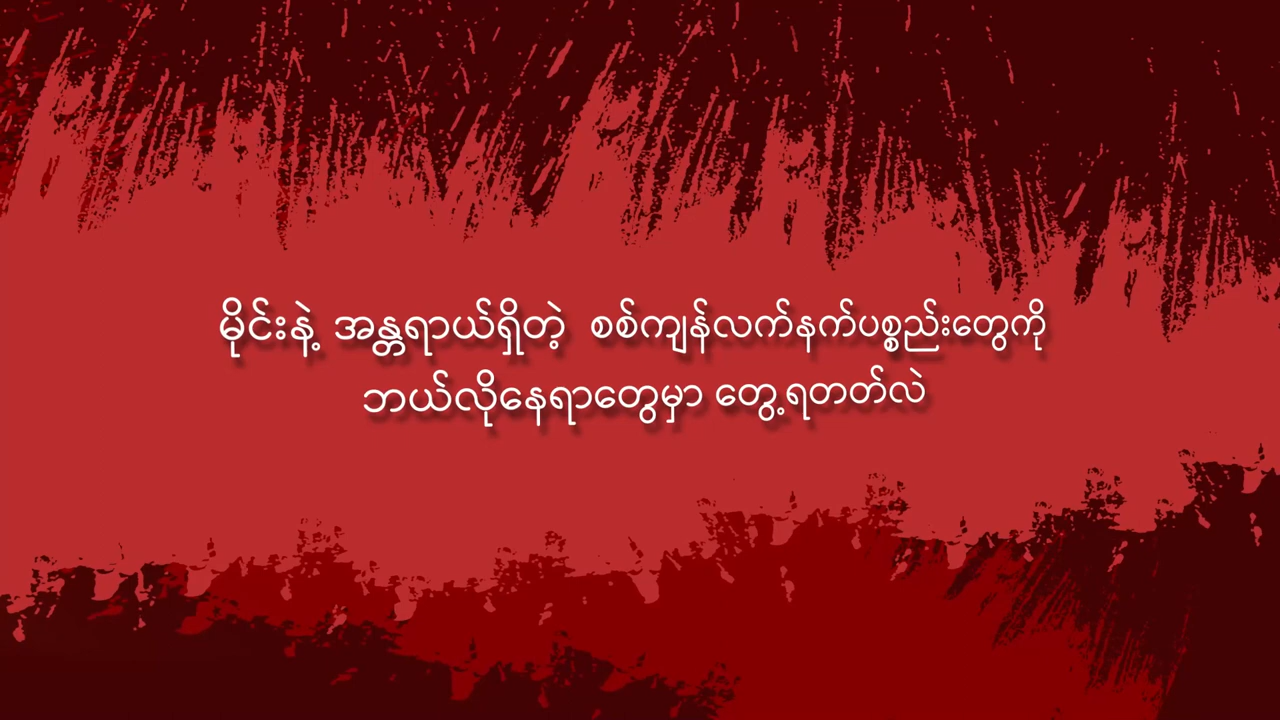 မိုင်းနဲ့ အန္တရာယ်ရှိတဲ့ စစ်ကျန်လက်နက်ပစ္စည်းတွေကို
ဘယ်လိုနေရာတွေမှာ တွေ့ရတတ်လဲ